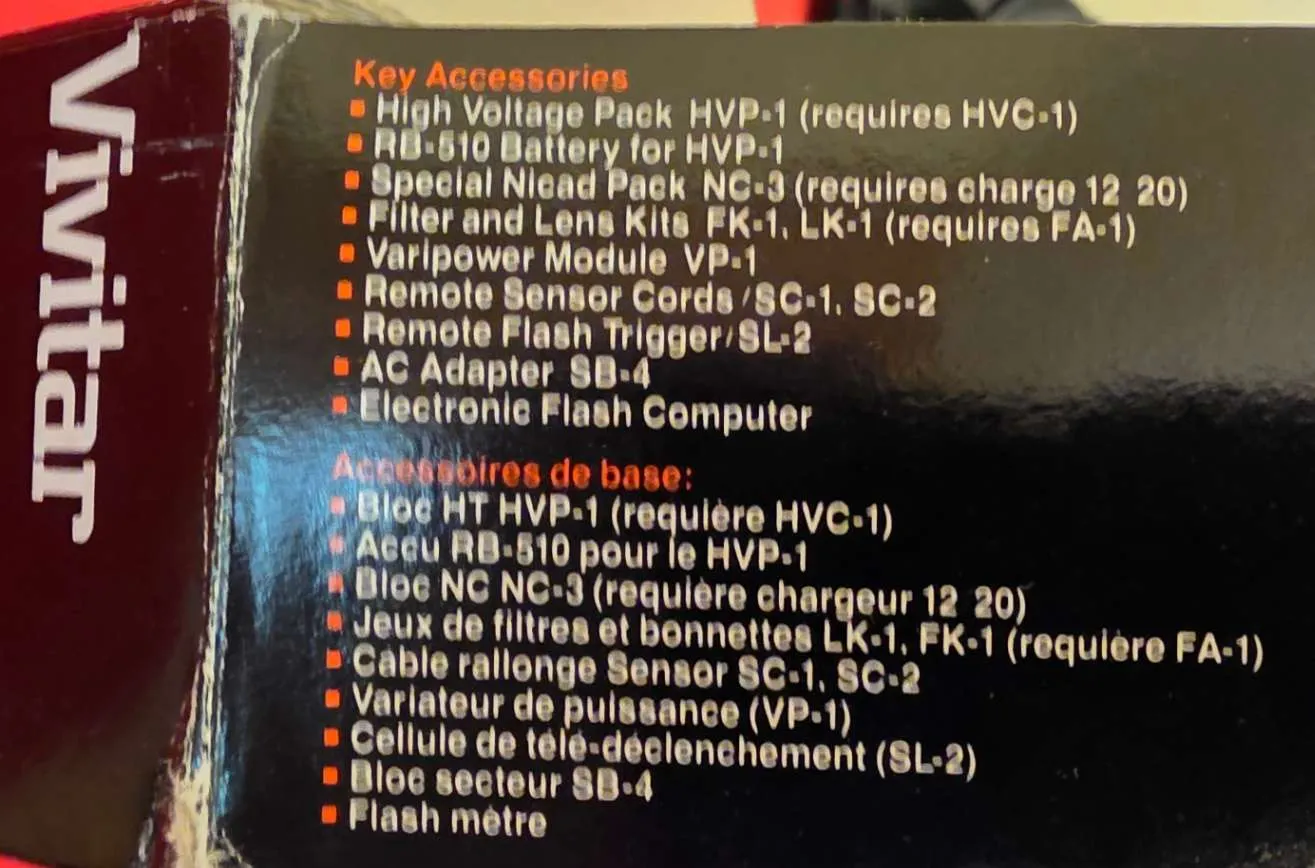 Vivitar
Key Accessories
▪ High Voltage Pack HVP-1 (requires HVC-1)
▪ RB-510 Battery for HVP-1
▪ Special Nicad Pack NC-3 (requires charge 12 20)
▪ Filter and Lens Kits FK-1, LK-1 (requires FA-1)
▪ Varipower Module VP-1
▪ Remote Sensor Cords/SC-1, SC-2
▪ Remote Flash Trigger/SL-2
▪ AC Adapter SB-4
▪ Electronic Flash Computer
Accessoires de base:
▪ Bloc HT HVP-1 (requière HVC-1)
▪ Accu RB-510 pour le HVP-1
▪ Bloc NC NC-3 (requière chargeur 12 20)
▪ Jeux de filtres et bonnettes LK-1, FK-1 (requière FA-1)
▪ Cable rallonge Sensor SC-1, SC-2
▪ Variateur de puissance (VP-1)
▪ Cellule de télé-déclenchement (SL-2)
▪ Bloc secteur SB-4
▪ Flash mètre